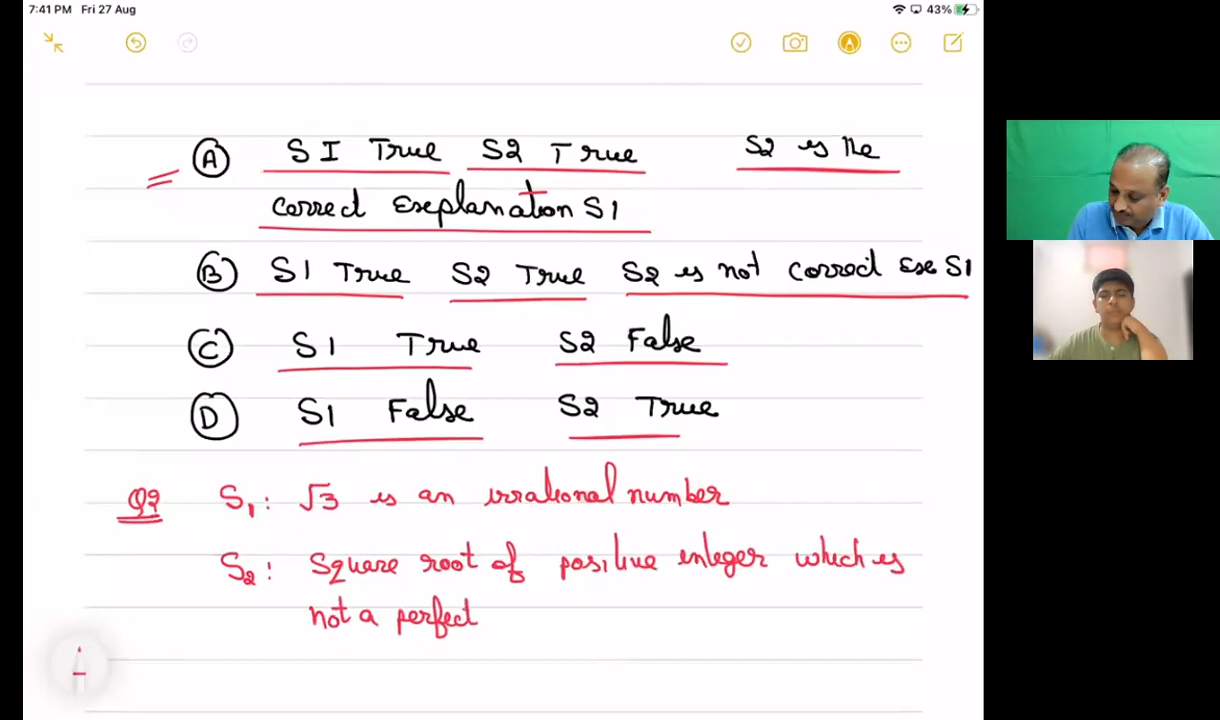 7:41 PM Fri 27 Aug
43%
A S I True S2 True S2 is the
correct Explanation S1
B S1 True S2 True S2 is not correct Exe S1
C S1 True S2 False
D S1 False S2 True
Q2 S1: √3 is an irrational number
S2: Square root of positive integer which is
not a perfect